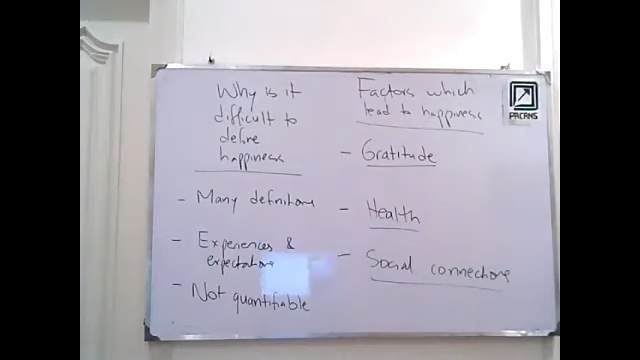 Why is it
difficult to
define
happiness
- Many definitions
- Experiences &
expectations
- Not quantifiable
Factors which
lead to happiness
- Gratitude
- Health
- Social connections
PACANS